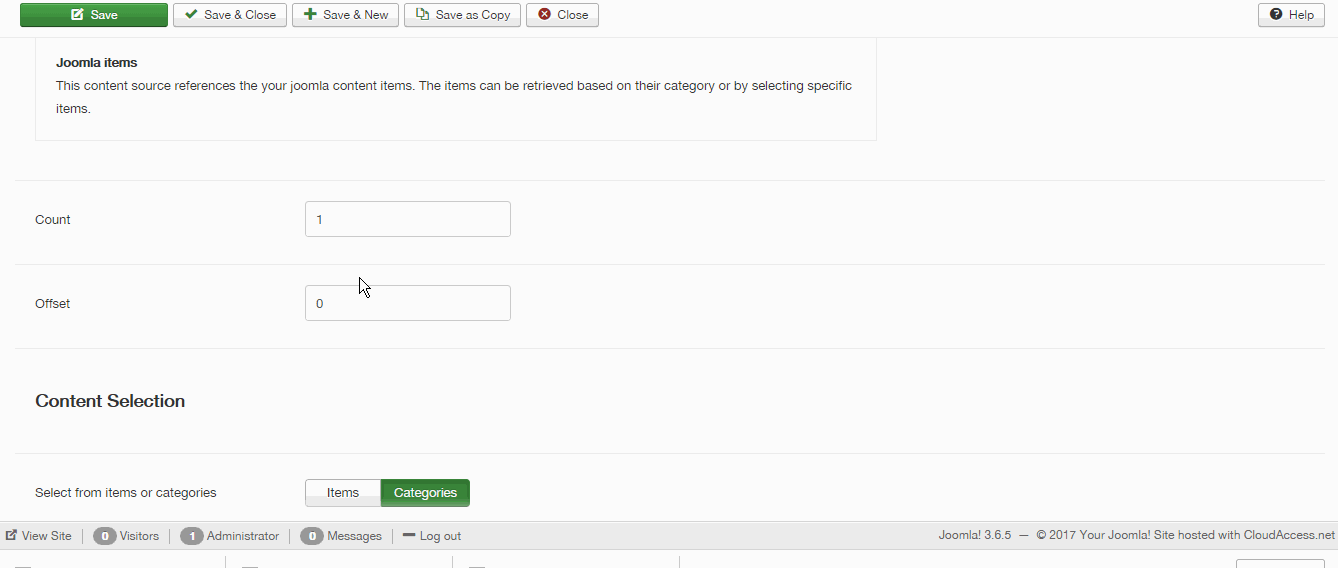 Save Save & Close Save & New Save as Copy Close Help
Joomla items
This content source references the your joomla content items. The items can be retrieved based on their category or by selecting specific
items.
Count 1
Offset 0
Content Selection
Select from items or categories Items Categories
View Site 0 Visitors 1 Administrator 0 Messages Log out Joomla! 3.6.5 — © 2017 Your Joomla! Site hosted with CloudAccess.net